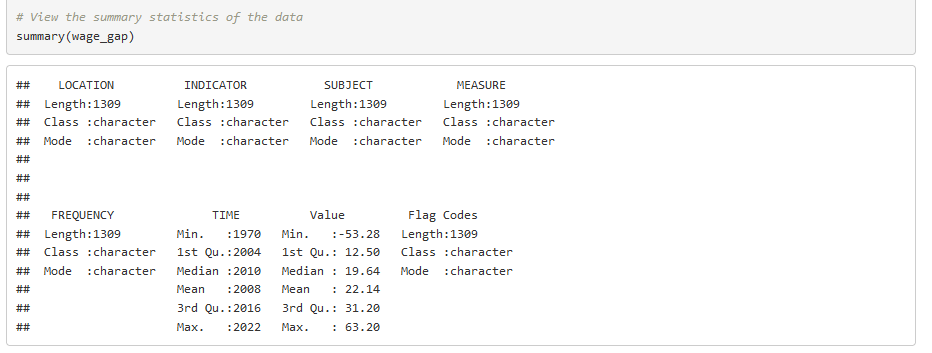 # View the summary statistics of the data
summary(wage_gap)
##    LOCATION          INDICATOR           SUBJECT            MEASURE
##  Length:1309        Length:1309        Length:1309        Length:1309
##  Class :character   Class :character   Class :character   Class :character
##  Mode  :character   Mode  :character   Mode  :character   Mode  :character
##
##
##
##   FREQUENCY              TIME          Value         Flag Codes
##  Length:1309        Min.   :1970   Min.   :-53.28   Length:1309
##  Class :character   1st Qu.:2004   1st Qu.: 12.50   Class :character
##  Mode  :character   Median :2010   Median : 19.64   Mode  :character
##                     Mean   :2008   Mean   : 22.14
##                     3rd Qu.:2016   3rd Qu.: 31.20
##                     Max.   :2022   Max.   : 63.20